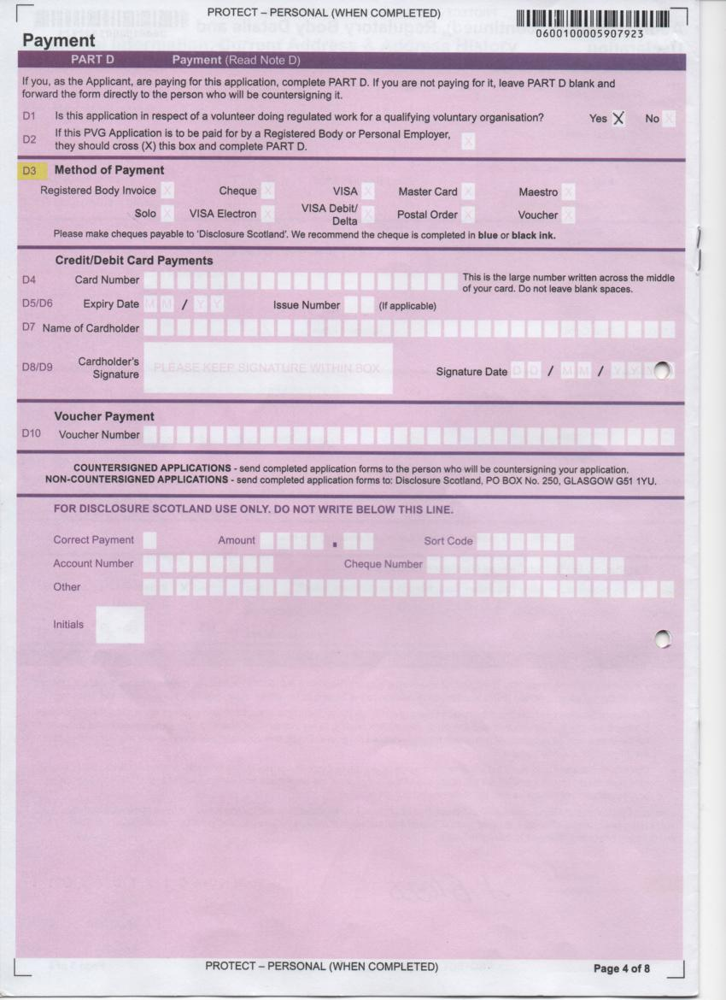 PROTECT – PERSONAL (WHEN COMPLETED)
0600100005907923
Payment
PART D Payment (Read Note D)
If you, as the Applicant, are paying for this application, complete PART D. If you are not paying for it, leave PART D blank and
forward the form directly to the person who will be countersigning it.
D1 Is this application in respect of a volunteer doing regulated work for a qualifying voluntary organisation? Yes X No X
D2 If this PVG Application is to be paid for by a Registered Body or Personal Employer,
they should cross (X) this box and complete PART D. X
D3 Method of Payment
Registered Body Invoice X Cheque X VISA X Master Card X Maestro X
Solo X VISA Electron X VISA Debit/
Delta X Postal Order X Voucher X
Please make cheques payable to 'Disclosure Scotland'. We recommend the cheque is completed in blue or black ink.
Credit/Debit Card Payments
D4 Card Number This is the large number written across the middle
of your card. Do not leave blank spaces.
D5/D6 Expiry Date M M / Y Y Issue Number (If applicable)
D7 Name of Cardholder
D8/D9 Cardholder's
Signature PLEASE KEEP SIGNATURE WITHIN BOX Signature Date D D / M M / Y Y Y
Voucher Payment
D10 Voucher Number
COUNTERSIGNED APPLICATIONS - send completed application forms to the person who will be countersigning your application.
NON-COUNTERSIGNED APPLICATIONS - send completed application forms to: Disclosure Scotland, PO BOX No. 250, GLASGOW G51 1YU.
FOR DISCLOSURE SCOTLAND USE ONLY. DO NOT WRITE BELOW THIS LINE.
Correct Payment Amount . Sort Code
Account Number Cheque Number
Other
Initials
PROTECT – PERSONAL (WHEN COMPLETED)
Page 4 of 8